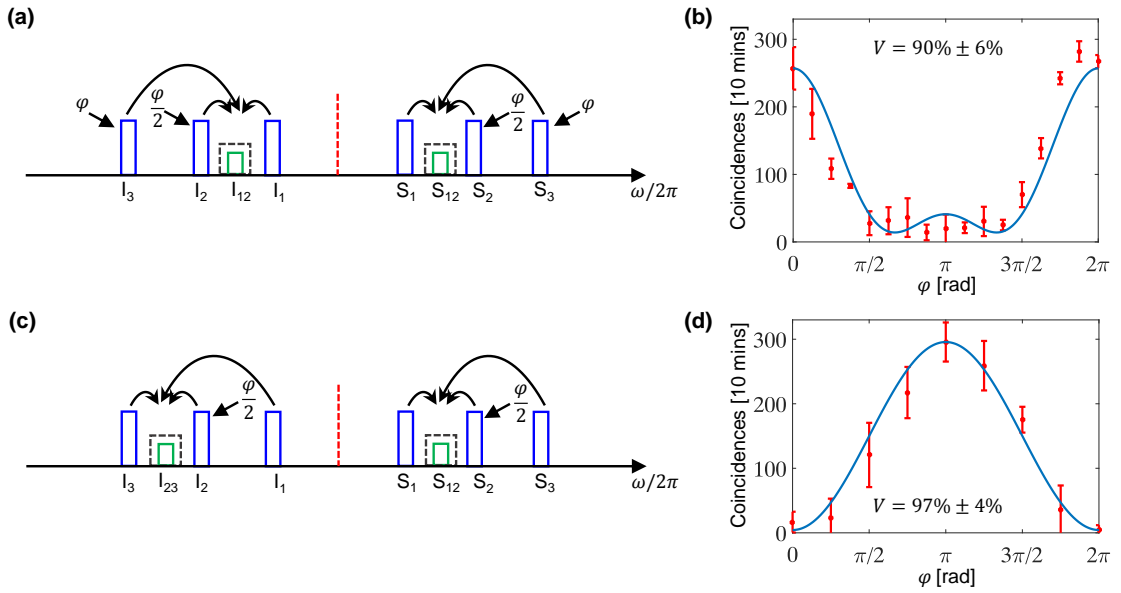 (a)
φ
φ/2
φ/2
φ
I₃
I₂
I₁₂
I₁
S₁
S₁₂
S₂
S₃
ω/2π
(b)
V = 90% ± 6%
Coincidences [10 mins]
300
200
100
0
0
π/2
π
3π/2
2π
φ [rad]
(c)
φ/2
φ/2
I₃
I₂₃
I₂
I₁
S₁
S₁₂
S₂
S₃
ω/2π
(d)
V = 97% ± 4%
Coincidences [10 mins]
300
200
100
0
0
π/2
π
3π/2
2π
φ [rad]